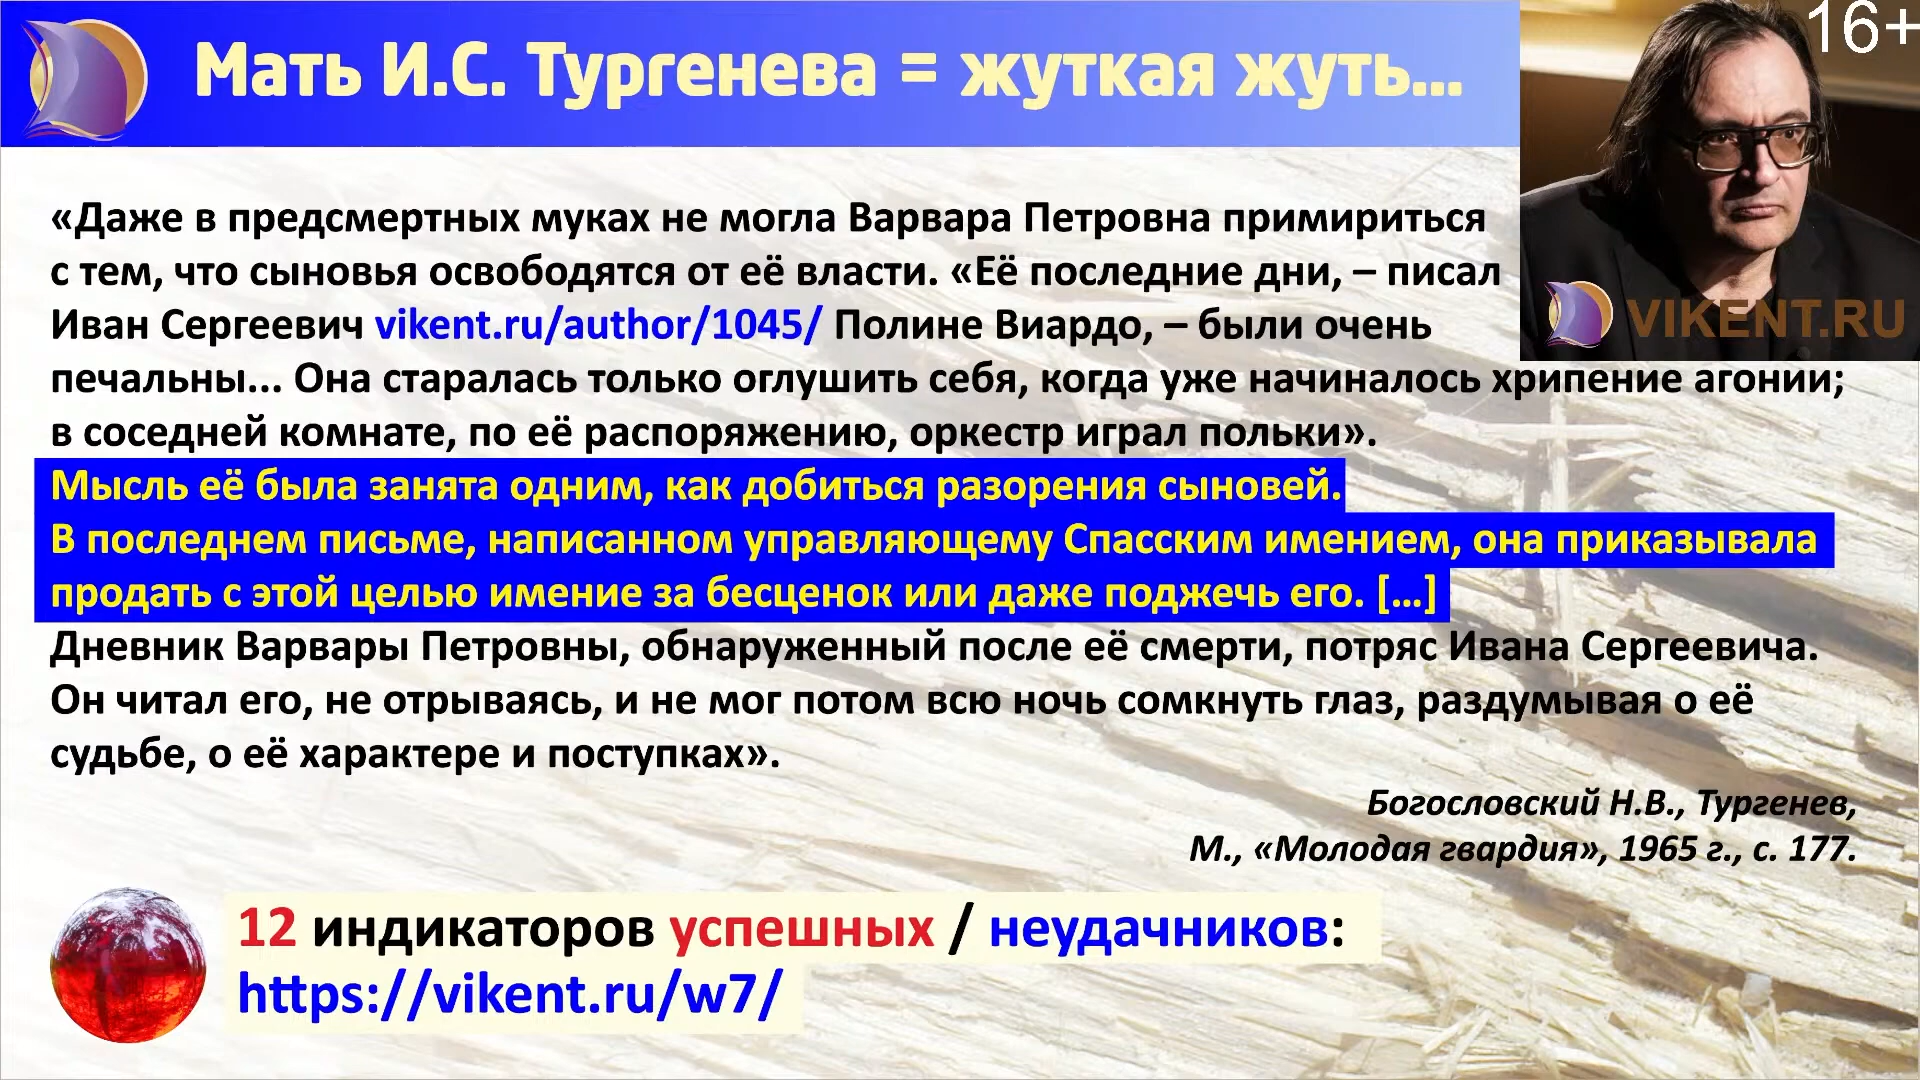 Мать И.С. Тургенева = жуткая жуть...
16+
VIKENT.RU
«Даже в предсмертных муках не могла Варвара Петровна примириться
с тем, что сыновья освободятся от её власти. «Её последние дни, – писал
Иван Сергеевич vikent.ru/author/1045/ Полине Виардо, – были очень
печальны... Она старалась только оглушить себя, когда уже начиналось хрипение агонии;
в соседней комнате, по её распоряжению, оркестр играл польки».
Мысль её была занята одним, как добиться разорения сыновей.
В последнем письме, написанном управляющему Спасским имением, она приказывала
продать с этой целью имение за бесценок или даже поджечь его. [...]
Дневник Варвары Петровны, обнаруженный после её смерти, потряс Ивана Сергеевича.
Он читал его, не отрываясь, и не мог потом всю ночь сомкнуть глаз, раздумывая о её
судьбе, о её характере и поступках».
Богословский Н.В., Тургенев,
М., «Молодая гвардия», 1965 г., с. 177.
12 индикаторов успешных / неудачников:
https://vikent.ru/w7/